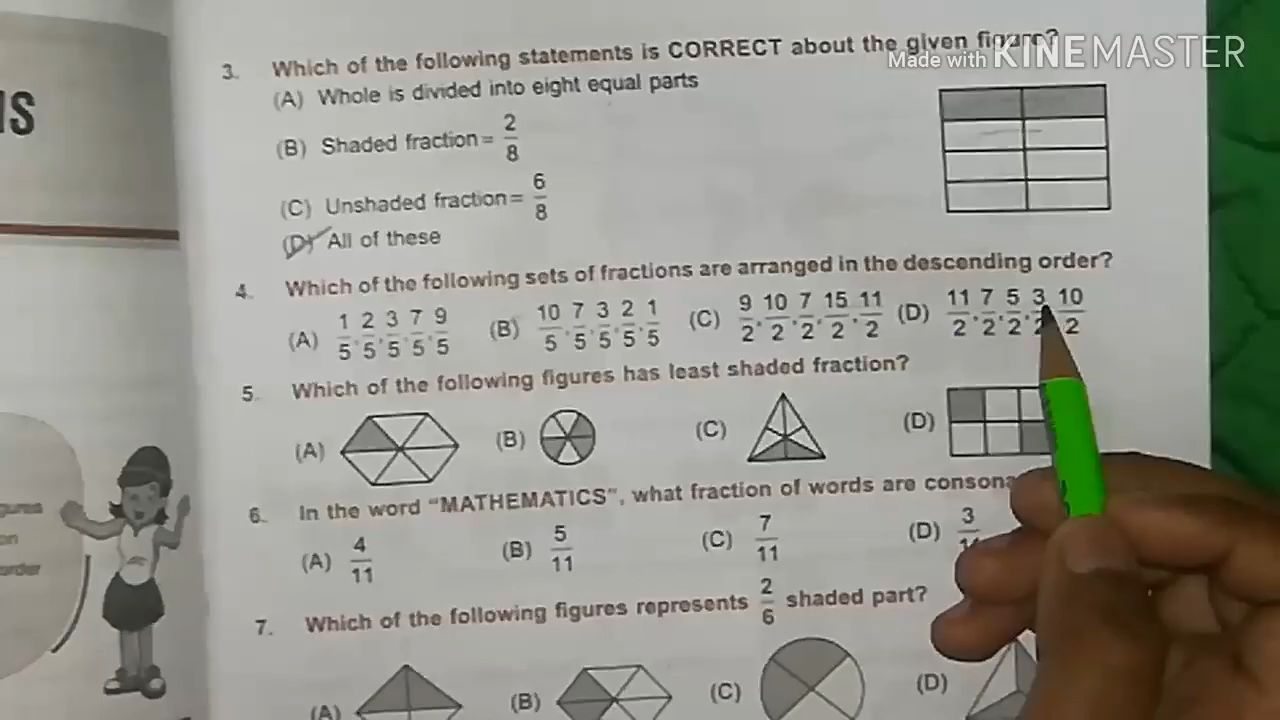 Made with KINEMASTER
IS
3. Which of the following statements is CORRECT about the given figure?
(A) Whole is divided into eight equal parts
(B) Shaded fraction = 2/8
(C) Unshaded fraction = 6/8
(D) All of these
4. Which of the following sets of fractions are arranged in the descending order?
(A) 1/5, 2/5, 3/5, 7/5, 9/5 (B) 10/5, 7/5, 3/5, 2/5, 1/5 (C) 9/2, 10/2, 7/2, 15/2, 11/2 (D) 11/2, 7/2, 5/2, 3/2, 10/2
5. Which of the following figures has least shaded fraction?
(A) (B) (C) (D)
6. In the word "MATHEMATICS", what fraction of words are
(A) 4/11 (B) 5/11 (C) 7/11 (D) 3/
7. Which of the following figures represents 2/6 shaded part?
(A) (B) (C) (D)
gures
on
order